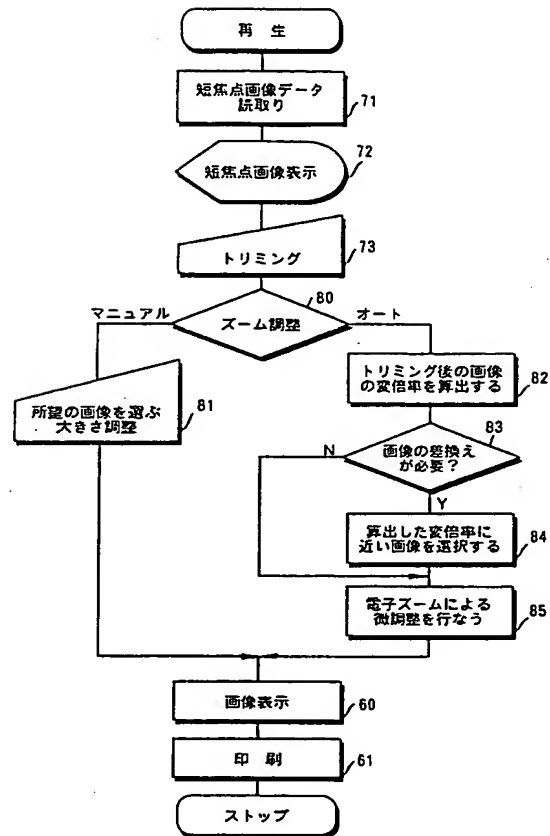 再 生
短焦点画像データ
読取り
71
短焦点画像表示
72
トリミング
73
ズーム調整
80
マニュアル
オート
所望の画像を選ぶ
大きさ調整
81
トリミング後の画像
の変倍率を算出する
82
画像の差換え
が必要?
83
N
Y
算出した変倍率に
近い画像を選択する
84
電子ズームによる
微調整を行なう
85
画像表示
60
印 刷
61
ストップ